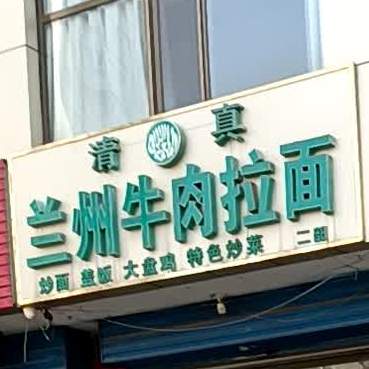 清 真
兰州牛肉拉面
炒面 盖饭 大盘鸡 特色炒菜 二部